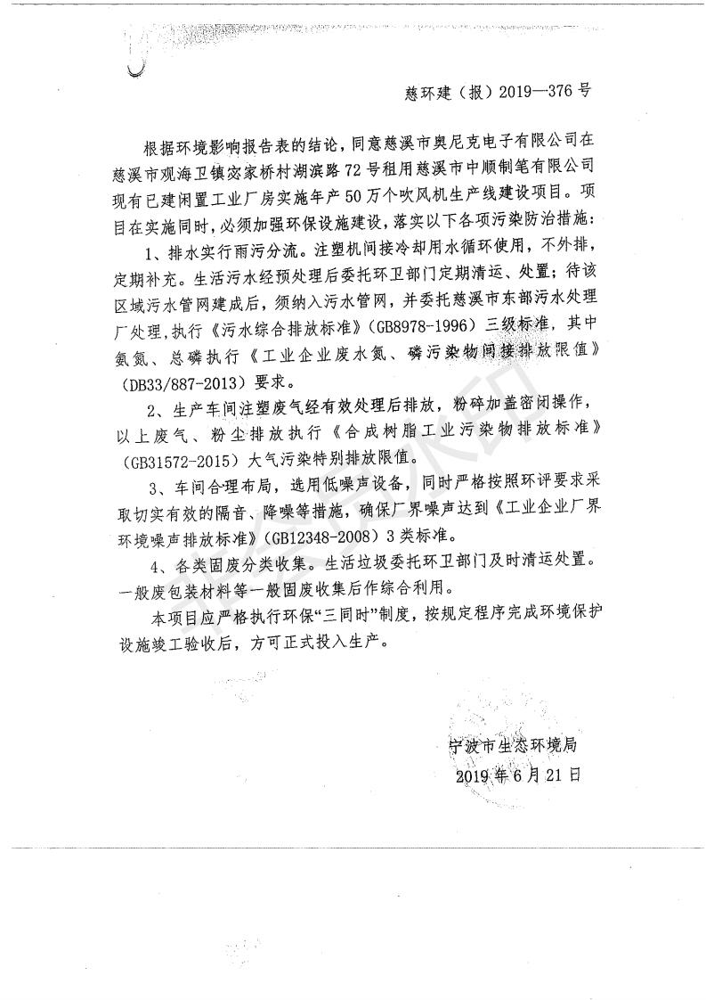 慈环建（报）2019—376 号
根据环境影响报告表的结论，同意慈溪市奥尼克电子有限公司在
慈溪市观海卫镇宓家桥村湖滨路 72 号租用慈溪市中顺制笔有限公司
现有已建闲置工业厂房实施年产 50 万个吹风机生产线建设项目。项
目在实施同时，必须加强环保设施建设，落实以下各项污染防治措施：
1、排水实行雨污分流。注塑机间接冷却用水循环使用，不外排，
定期补充。生活污水经预处理后委托环卫部门定期清运、处置；待该
区域污水管网建成后，须纳入污水管网，并委托慈溪市东部污水处理
厂处理,执行《污水综合排放标准》（GB8978-1996）三级标准，其中
氨氮、总磷执行《工业企业废水氮、磷污染物间接排放限值》
（DB33/887-2013）要求。
2、生产车间注塑废气经有效处理后排放，粉碎加盖密闭操作，
以上废气、粉尘排放执行《合成树脂工业污染物排放标准》
（GB31572-2015）大气污染特别排放限值。
3、车间合理布局，选用低噪声设备，同时严格按照环评要求采
取切实有效的隔音、降噪等措施，确保厂界噪声达到《工业企业厂界
环境噪声排放标准》（GB12348-2008）3 类标准。
4、各类固废分类收集。生活垃圾委托环卫部门及时清运处置。
一般废包装材料等一般固废收集后作综合利用。
本项目应严格执行环保“三同时”制度，按规定程序完成环境保护
设施竣工验收后，方可正式投入生产。
宁波市生态环境局
2019 年 6 月 21 日
非会员水印